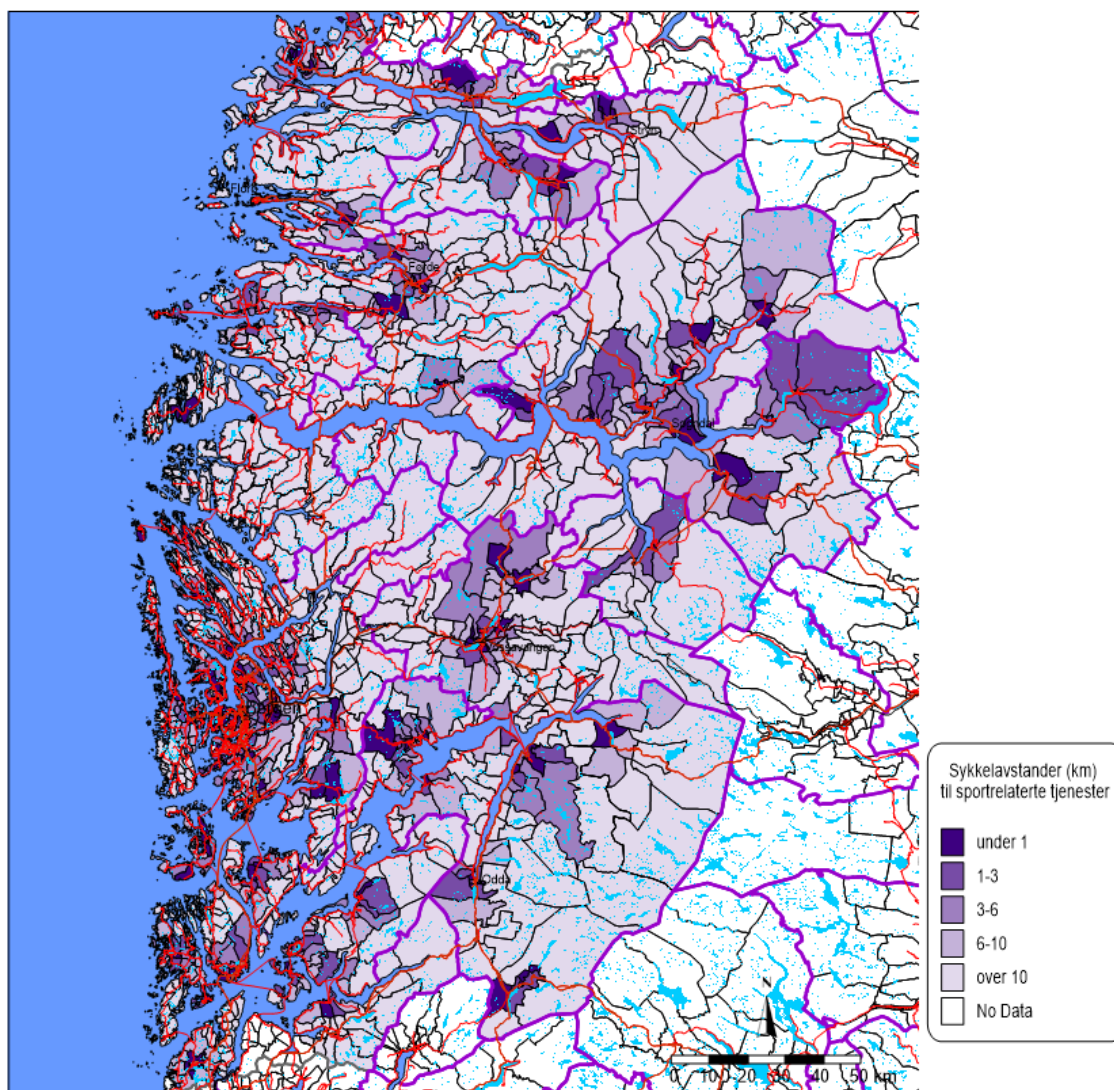 Stryn
Florø
Førde
Sogndal
Vossavangen
Bergen
Odda
Sykkelavstander (km)
til sportrelaterte tjenester
under 1
1-3
3-6
6-10
over 10
No Data
N
0 10 20 30 40 50 km